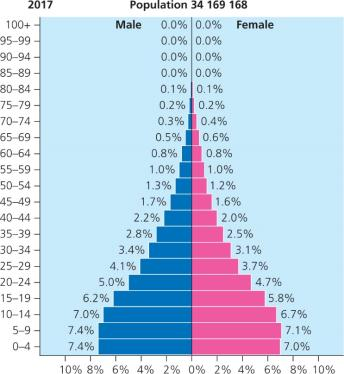 2017 Population 34 169 168
100+ Male 0.0% 0.0% Female
95–99 0.0% 0.0%
90–94 0.0% 0.0%
85–89 0.0% 0.0%
80–84 0.1% 0.1%
75–79 0.2% 0.2%
70–74 0.3% 0.4%
65–69 0.5% 0.6%
60–64 0.8% 0.8%
55–59 1.0% 1.0%
50–54 1.3% 1.2%
45–49 1.7% 1.6%
40–44 2.2% 2.0%
35–39 2.8% 2.5%
30–34 3.4% 3.1%
25–29 4.1% 3.7%
20–24 5.0% 4.7%
15–19 6.2% 5.8%
10–14 7.0% 6.7%
5–9 7.4% 7.1%
0–4 7.4% 7.0%
10% 8% 6% 4% 2% 0% 2% 4% 6% 8% 10%